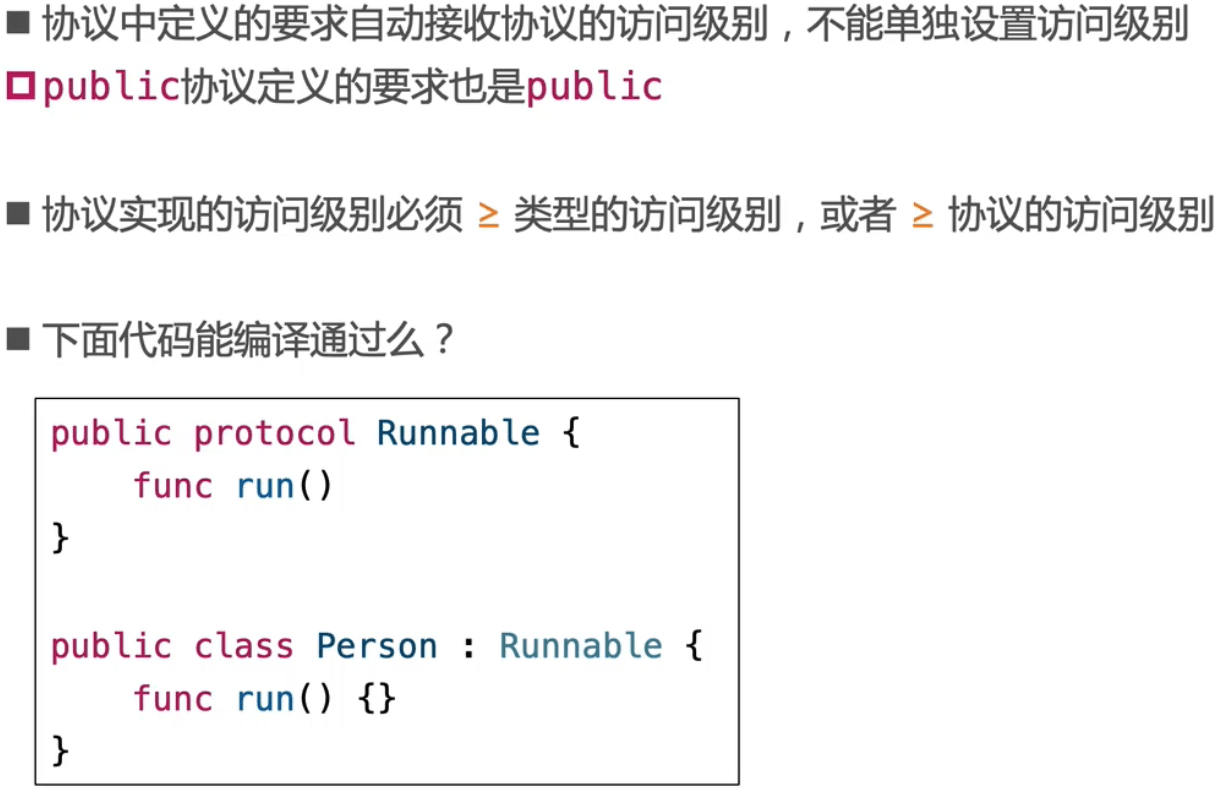 ■ 协议中定义的要求自动接收协议的访问级别，不能单独设置访问级别
public协议定义的要求也是public
■ 协议实现的访问级别必须 ≥ 类型的访问级别，或者 ≥ 协议的访问级别
■ 下面代码能编译通过么？
public protocol Runnable {
    func run()
}
public class Person : Runnable {
    func run() {}
}